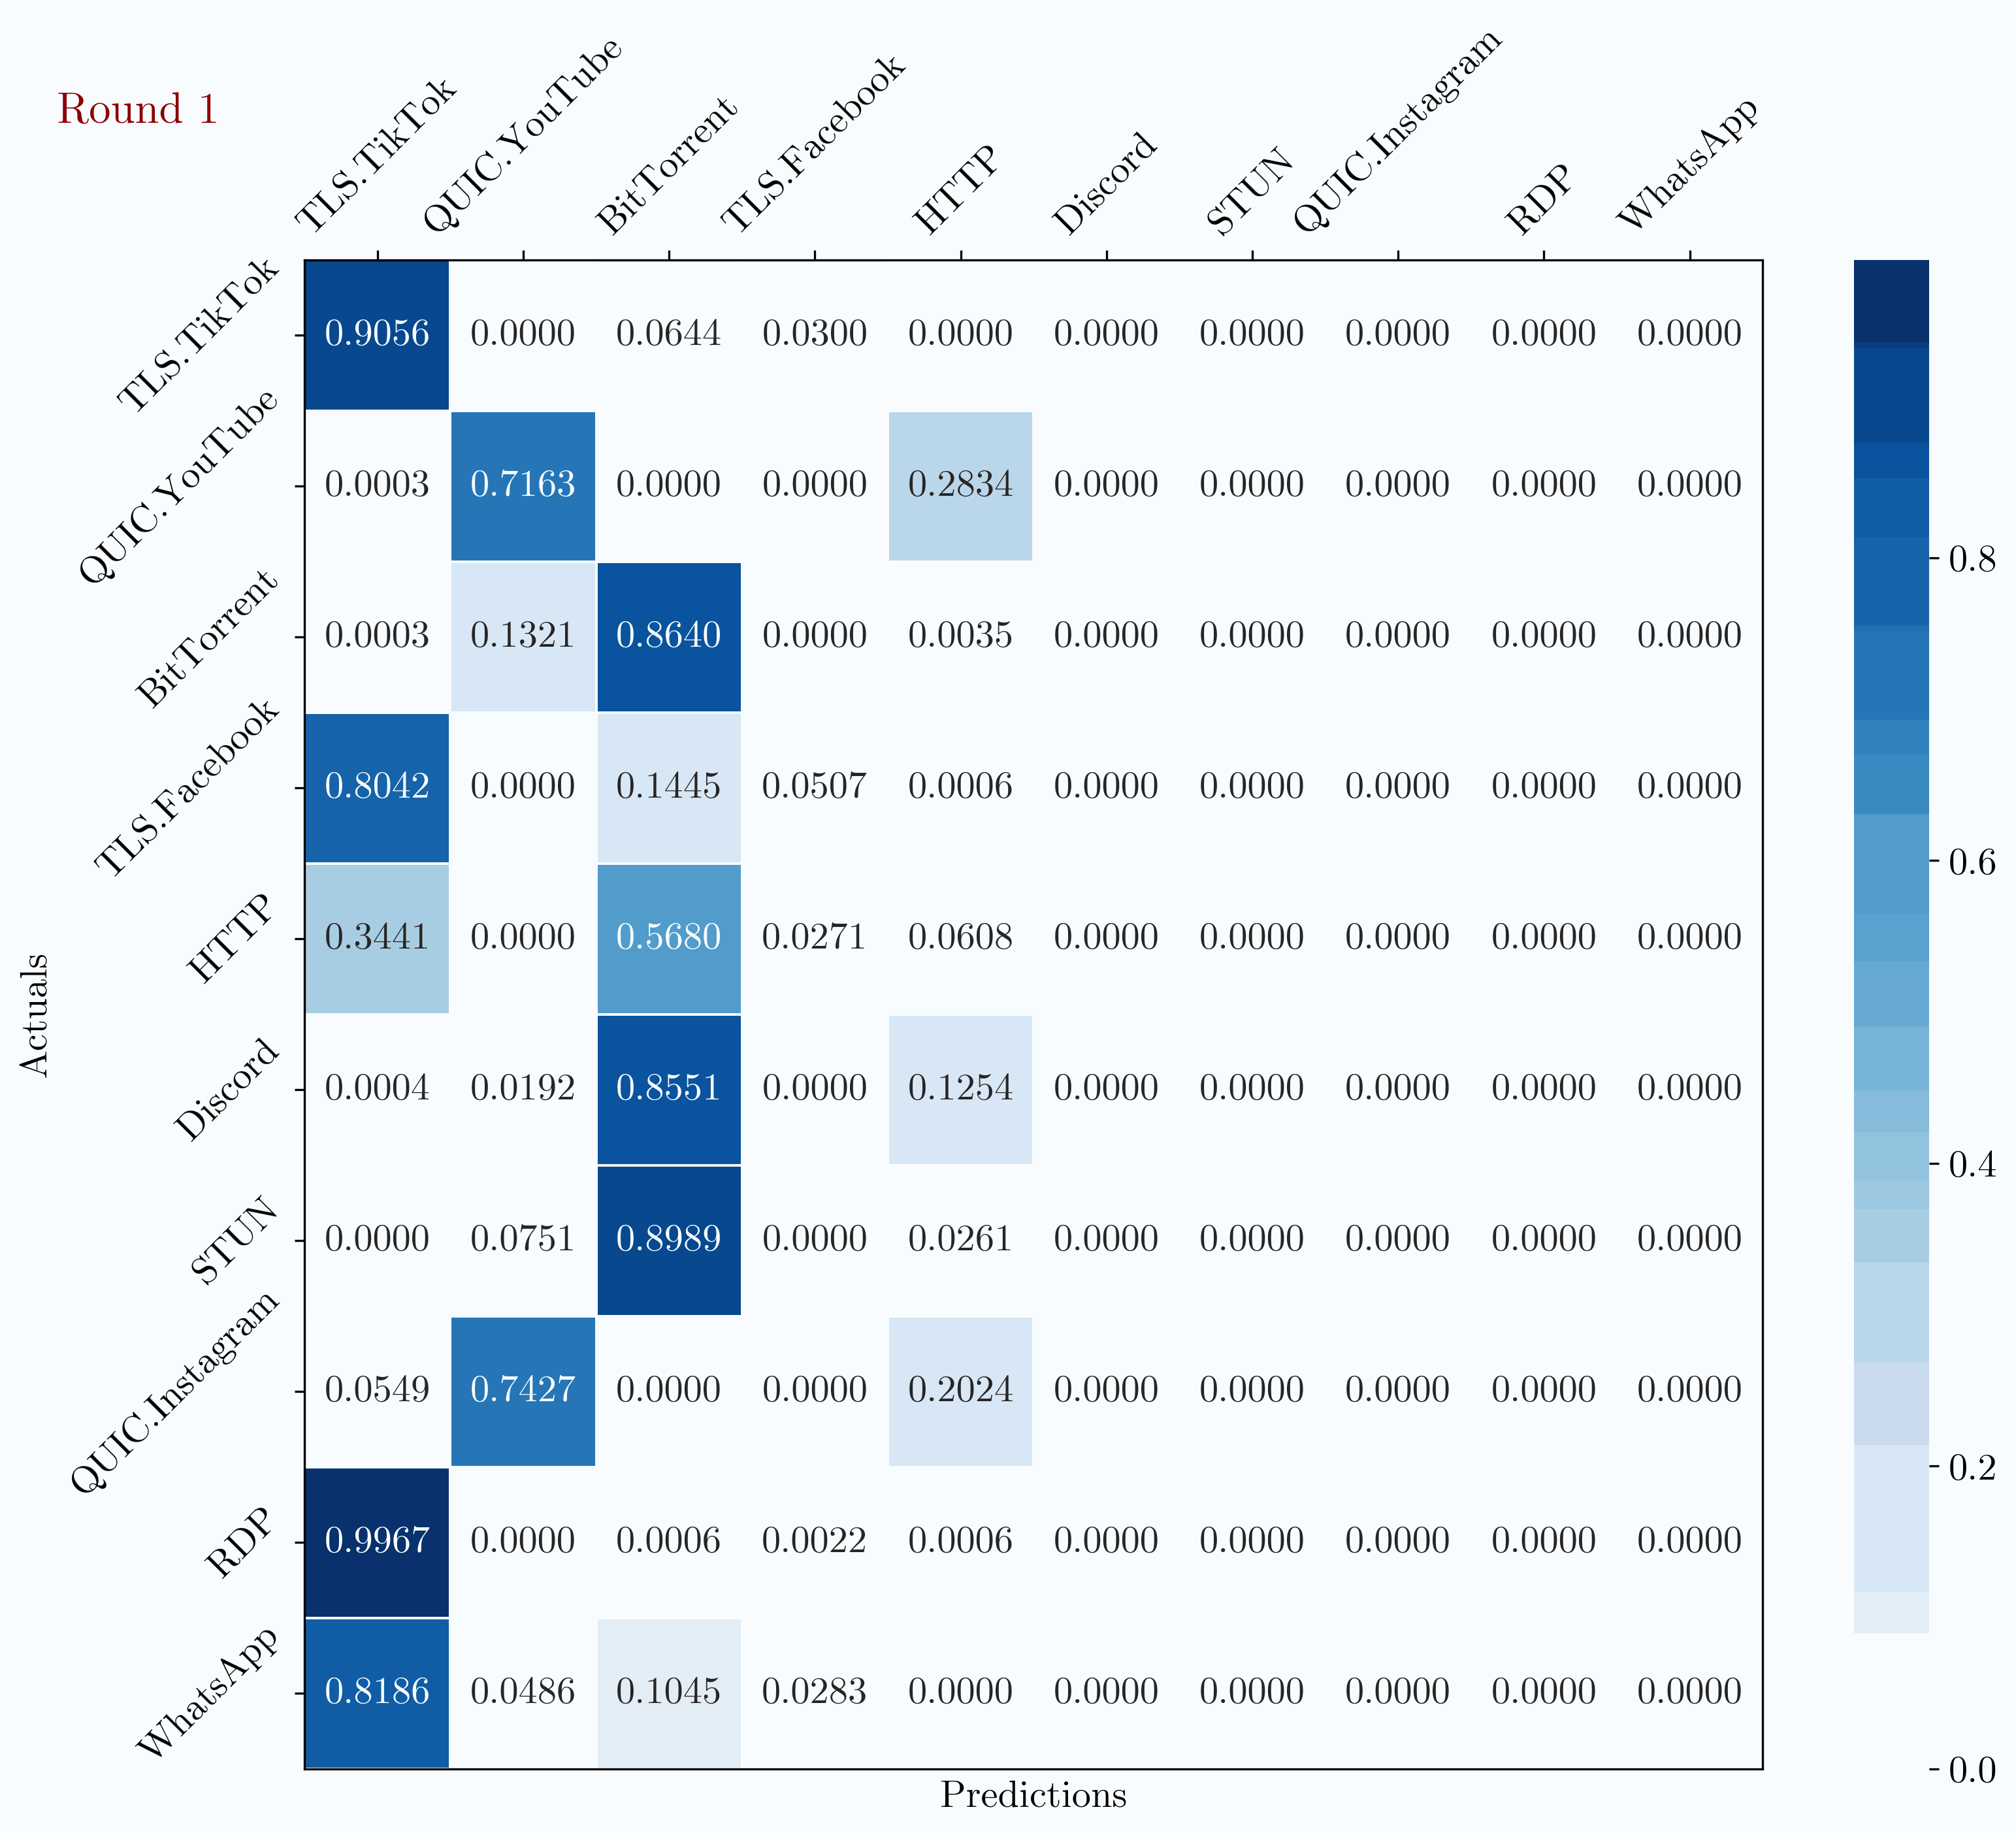 Round 1
TLS.TikTok QUIC.YouTube BitTorrent TLS.Facebook HTTP Discord STUN QUIC.Instagram RDP WhatsApp
TLS.TikTok 0.9056 0.0000 0.0644 0.0300 0.0000 0.0000 0.0000 0.0000 0.0000 0.0000
QUIC.YouTube 0.0003 0.7163 0.0000 0.0000 0.2834 0.0000 0.0000 0.0000 0.0000 0.0000
BitTorrent 0.0003 0.1321 0.8640 0.0000 0.0035 0.0000 0.0000 0.0000 0.0000 0.0000
TLS.Facebook 0.8042 0.0000 0.1445 0.0507 0.0006 0.0000 0.0000 0.0000 0.0000 0.0000
HTTP 0.3441 0.0000 0.5680 0.0271 0.0608 0.0000 0.0000 0.0000 0.0000 0.0000
Discord 0.0004 0.0192 0.8551 0.0000 0.1254 0.0000 0.0000 0.0000 0.0000 0.0000
STUN 0.0000 0.0751 0.8989 0.0000 0.0261 0.0000 0.0000 0.0000 0.0000 0.0000
QUIC.Instagram 0.0549 0.7427 0.0000 0.0000 0.2024 0.0000 0.0000 0.0000 0.0000 0.0000
RDP 0.9967 0.0000 0.0006 0.0022 0.0006 0.0000 0.0000 0.0000 0.0000 0.0000
WhatsApp 0.8186 0.0486 0.1045 0.0283 0.0000 0.0000 0.0000 0.0000 0.0000 0.0000
Actuals
Predictions
0.8
0.6
0.4
0.2
0.0